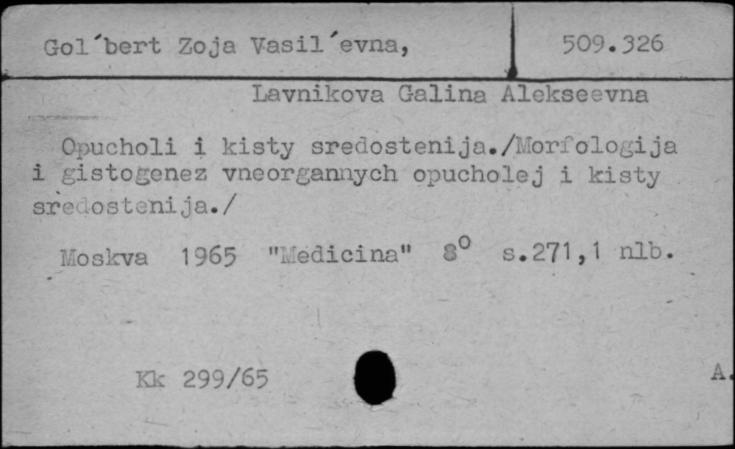 Gol´bert Zoja Vasil´evna, 509.326
Lavnikova Galina Alekseevna
Opucholi i kisty sredostenija./Morfologija
i gistogenez vneorgannych opucholej i kisty
sredostenija./
Moskva 1965 "Medicina" 8° s.271,1 nlb.
Kk 299/65 A.